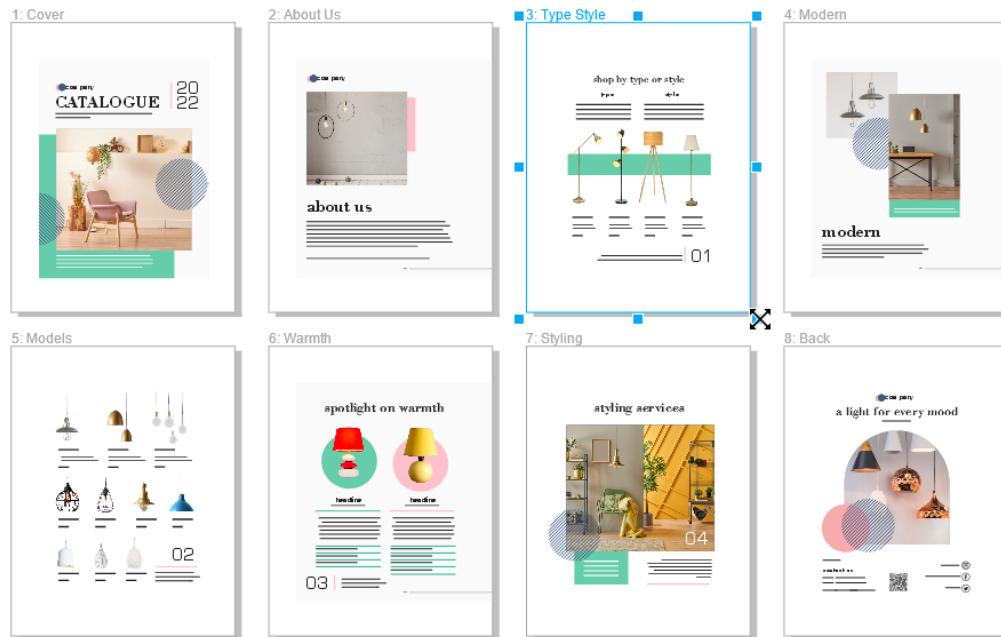 1: Cover
company
CATALOGUE
20
22
2: About Us
company
about us
3: Type Style
shop by type or style
type
style
01
4: Modern
modern
5: Models
02
6: Warmth
spotlight on warmth
headline
headline
03
7: Styling
styling services
04
8: Back
company
a light for every mood
contact us